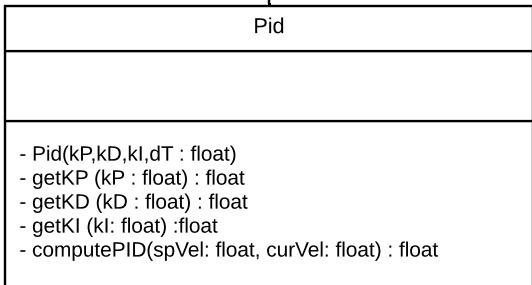 Pid
- Pid(kP,kD,kI,dT : float)
- getKP (kP : float) : float
- getKD (kD : float) : float
- getKI (kI: float) :float
- computePID(spVel: float, curVel: float) : float